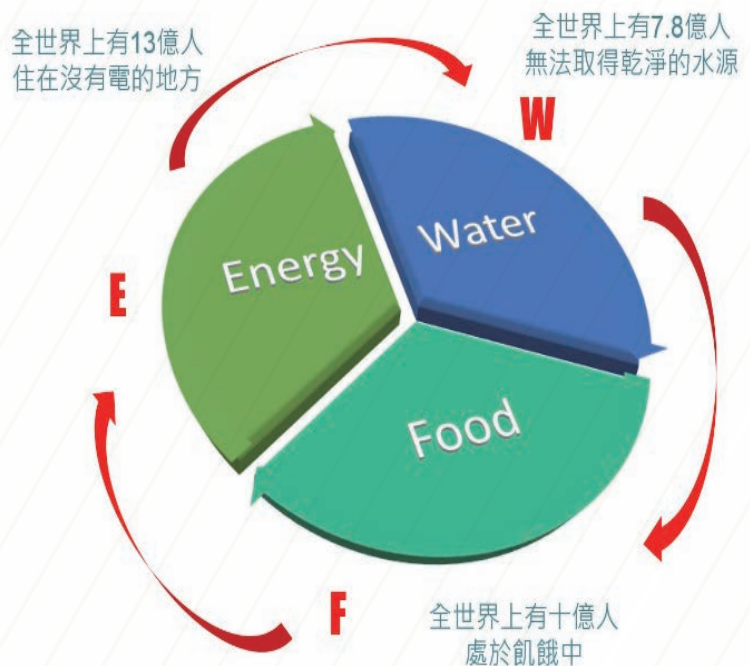 全世界上有13億人
住在沒有電的地方
全世界上有7.8億人
無法取得乾淨的水源
W
Water
Energy
E
Food
F
全世界上有十億人
處於飢餓中